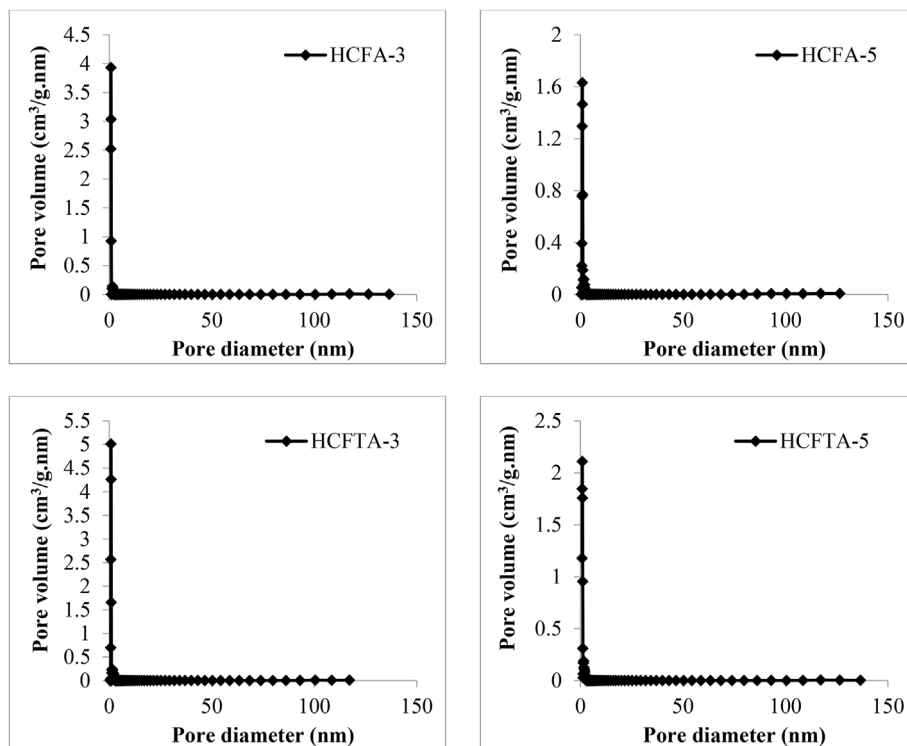 HCFA-3
Pore volume (cm³/g.nm)
4.5
4
3.5
3
2.5
2
1.5
1
0.5
0
0 50 100 150
Pore diameter (nm)
HCFA-5
Pore volume (cm³/g.nm)
2
1.6
1.2
0.8
0.4
0
0 50 100 150
Pore diameter (nm)
HCFTA-3
Pore volume (cm³/g.nm)
5.5
5
4.5
4
3.5
3
2.5
2
1.5
1
0.5
0
0 50 100 150
Pore diameter (nm)
HCFTA-5
Pore volume (cm³/g.nm)
2.5
2
1.5
1
0.5
0
0 50 100 150
Pore diameter (nm)